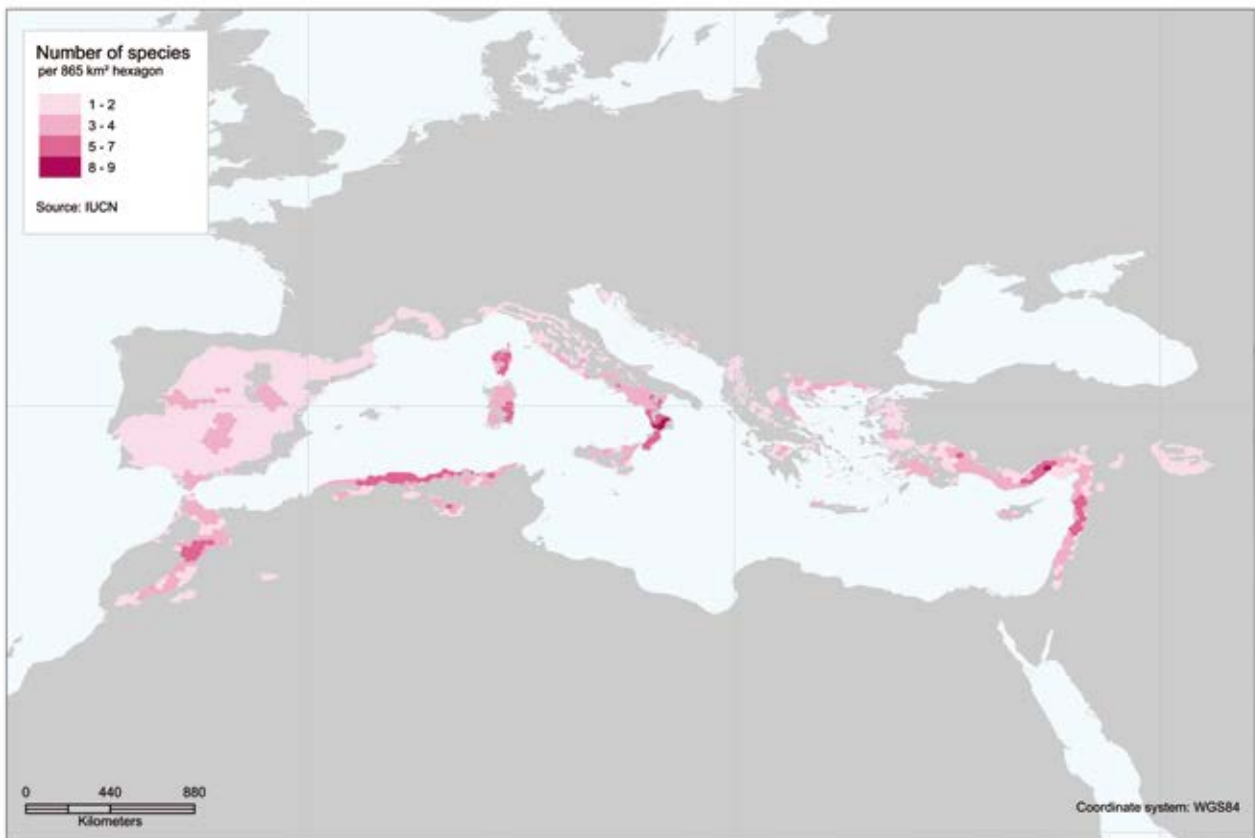 Number of species
per 865 km² hexagon
1 - 2
3 - 4
5 - 7
8 - 9
Source: IUCN
0 440 880
Kilometers
Coordinate system: WGS84